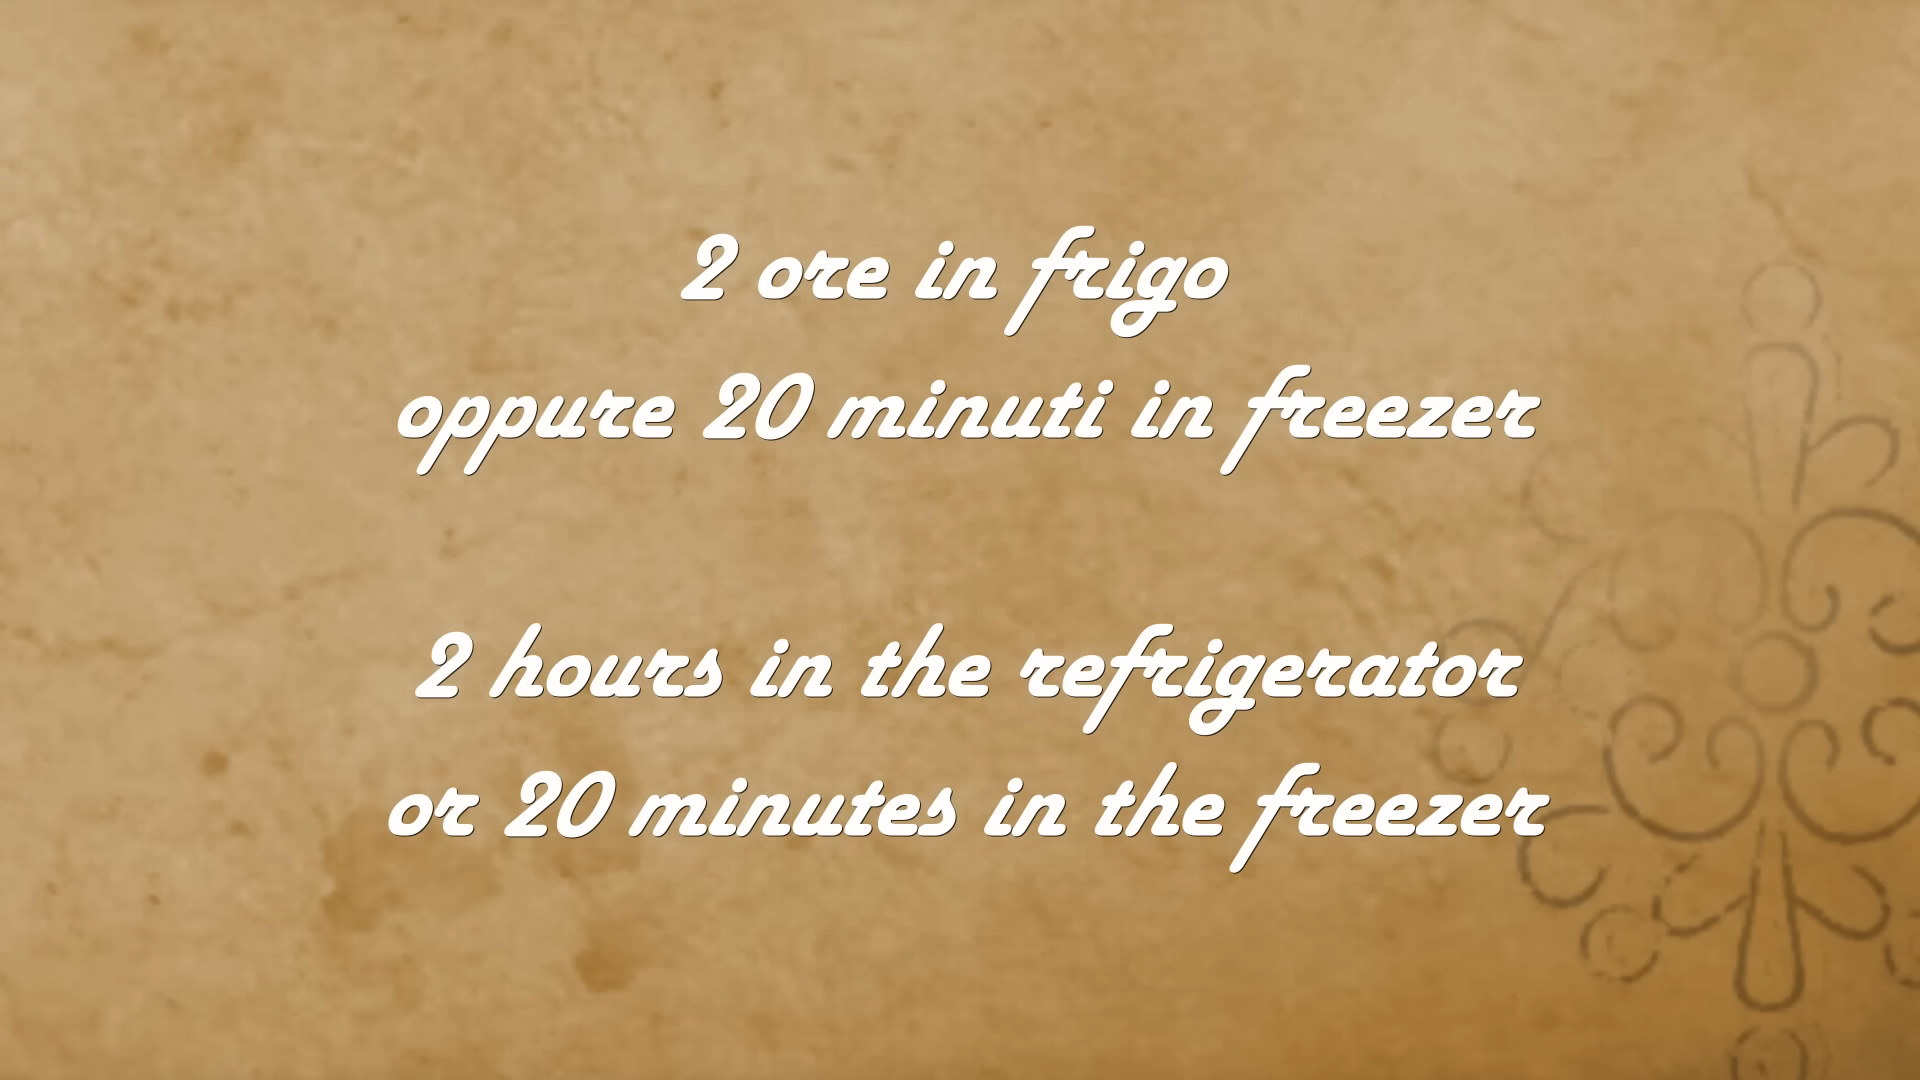 2 ore in frigo
oppure 20 minuti in freezer
2 hours in the refrigerator
or 20 minutes in the freezer